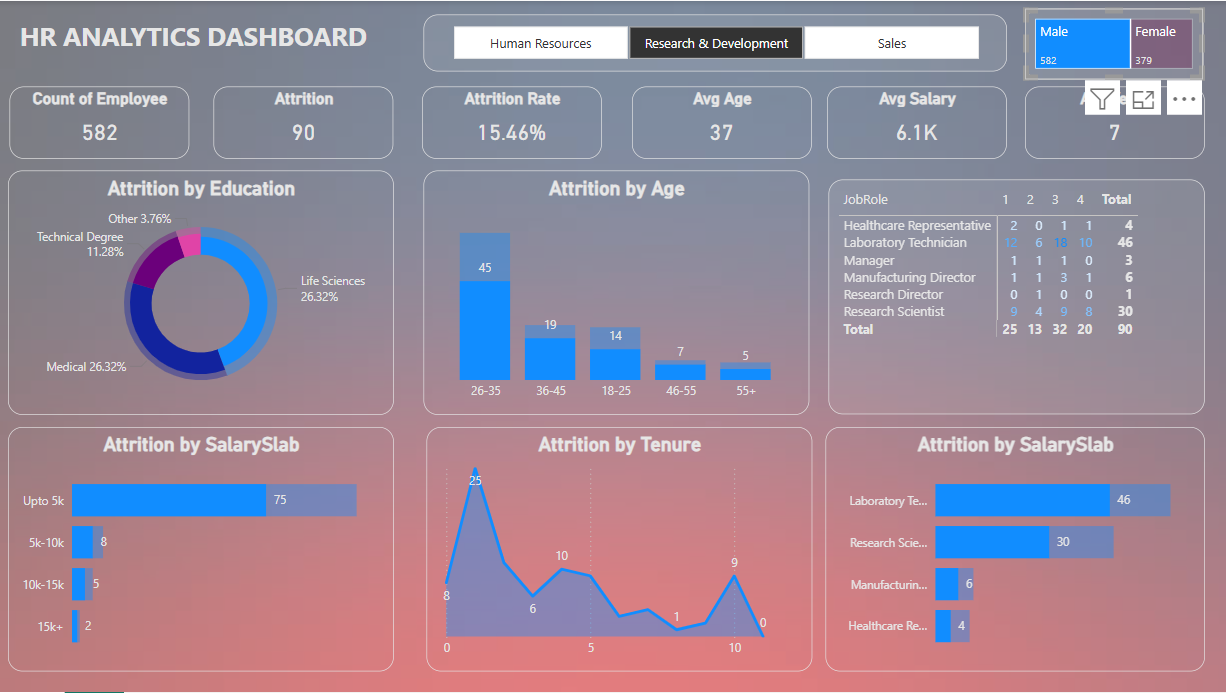 HR ANALYTICS DASHBOARD
Human Resources
Research & Development
Sales
Male
582
Female
379
Count of Employee
582
Attrition
90
Attrition Rate
15.46%
Avg Age
37
Avg Salary
6.1K
7
Attrition by Education
Other 3.76%
Technical Degree
11.28%
Life Sciences
26.32%
Medical 26.32%
Attrition by Age
45
19
14
7
5
26-35
36-45
18-25
46-55
55+
JobRole 1 2 3 4 Total
Healthcare Representative 2 0 1 1 4
Laboratory Technician 12 6 18 10 46
Manager 1 1 1 0 3
Manufacturing Director 1 1 3 1 6
Research Director 0 1 0 0 1
Research Scientist 9 4 9 8 30
Total 25 13 32 20 90
Attrition by SalarySlab
Upto 5k 75
5k-10k 8
10k-15k 5
15k+ 2
Attrition by Tenure
25
10
9
8
6
1
0
0 5 10
Attrition by SalarySlab
Laboratory Te... 46
Research Scie... 30
Manufacturin... 6
Healthcare Re... 4